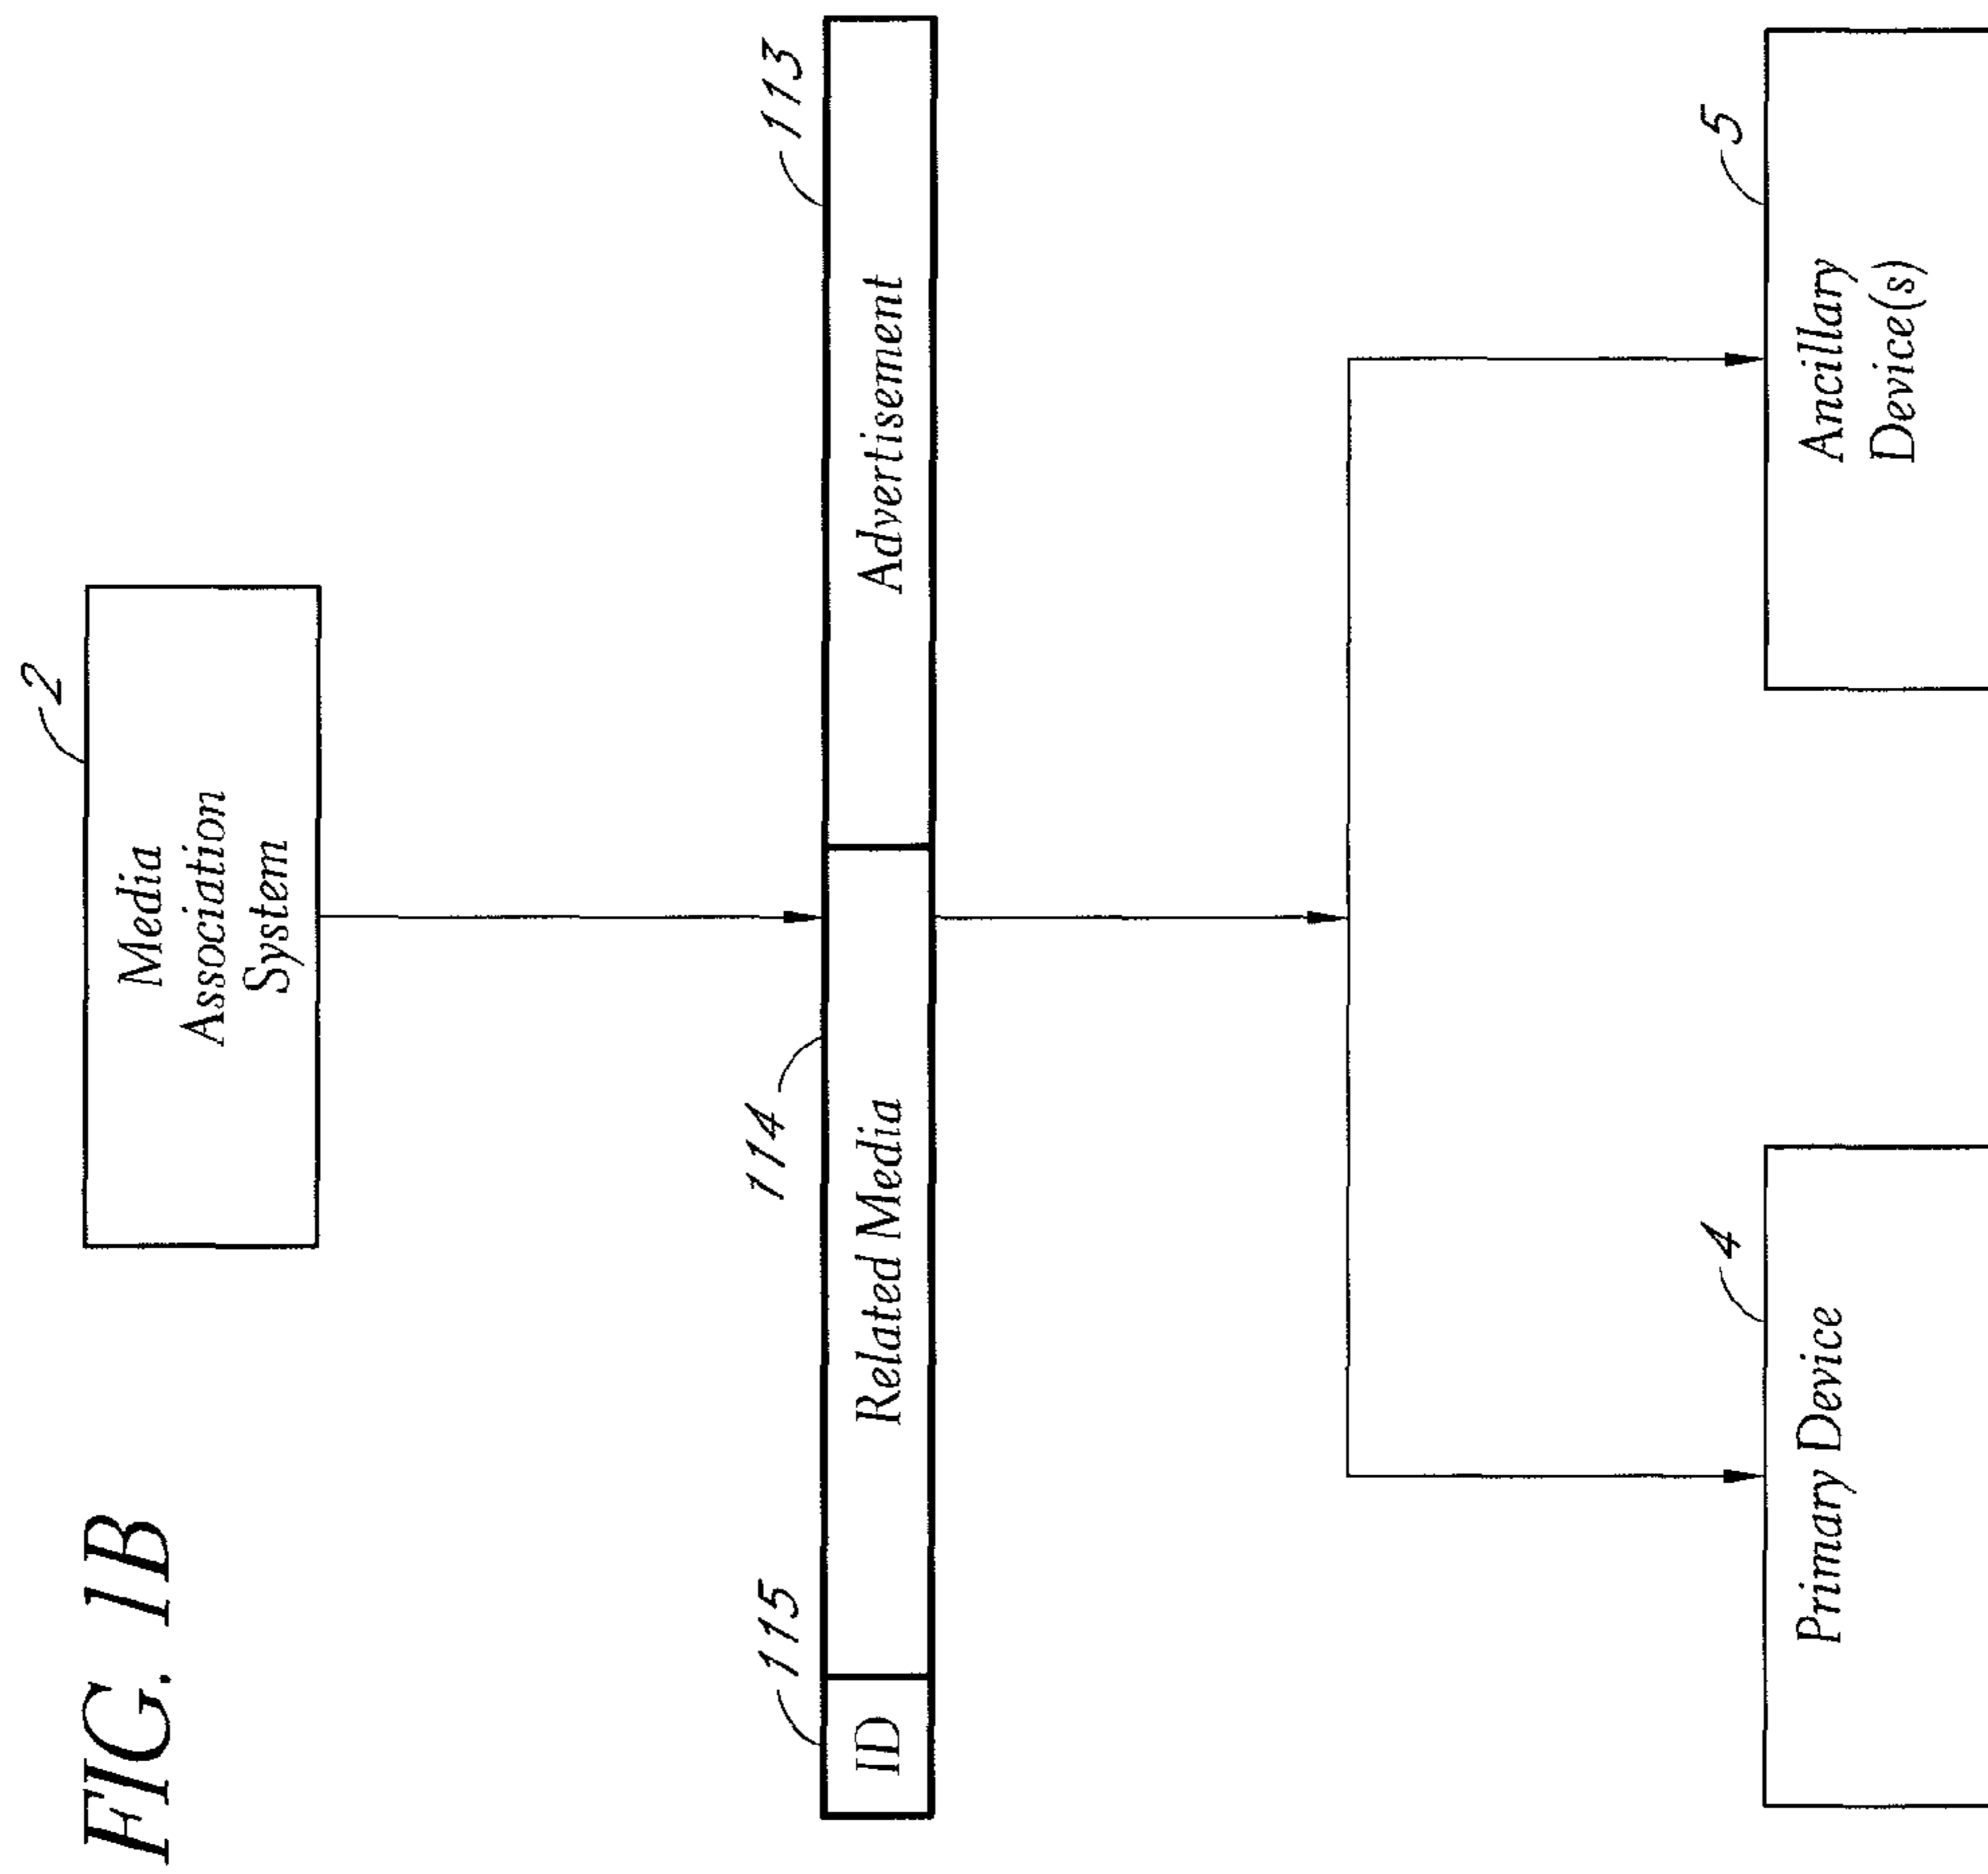 FIG. 1B
2
Media
Association
System
115
114
113
ID
Related Media
Advertisement
4
5
Primary Device
Ancillary
Device(s)